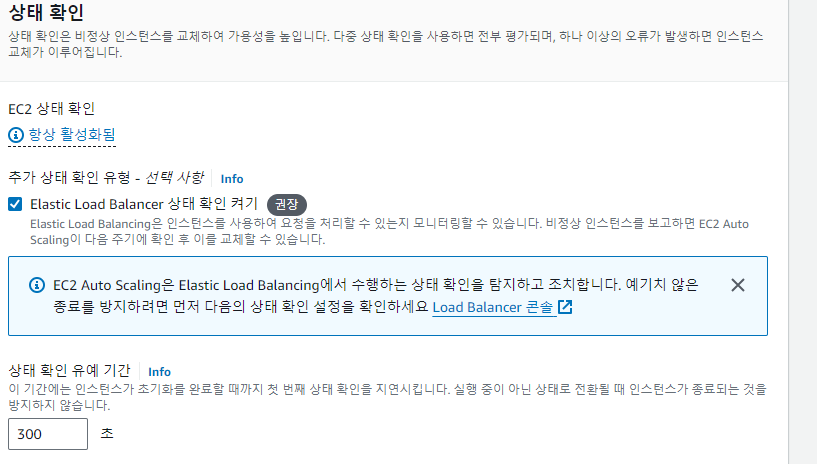 상태 확인
상태 확인은 비정상 인스턴스를 교체하여 가용성을 높입니다. 다중 상태 확인을 사용하면 전부 평가되며, 하나 이상의 오류가 발생하면 인스턴스
교체가 이루어집니다.
EC2 상태 확인
항상 활성화됨
추가 상태 확인 유형 - 선택 사항 Info
Elastic Load Balancer 상태 확인 켜기 권장
Elastic Load Balancing은 인스턴스를 사용하여 요청을 처리할 수 있는지 모니터링할 수 있습니다. 비정상 인스턴스를 보고하면 EC2 Auto
Scaling이 다음 주기에 확인 후 이를 교체할 수 있습니다.
EC2 Auto Scaling은 Elastic Load Balancing에서 수행하는 상태 확인을 탐지하고 조치합니다. 예기치 않은
종료를 방지하려면 먼저 다음의 상태 확인 설정을 확인하세요 Load Balancer 콘솔
상태 확인 유예 기간 Info
이 기간에는 인스턴스가 초기화를 완료할 때까지 첫 번째 상태 확인을 지연시킵니다. 실행 중이 아닌 상태로 전환될 때 인스턴스가 종료되는 것을
방지하지 않습니다.
300 초